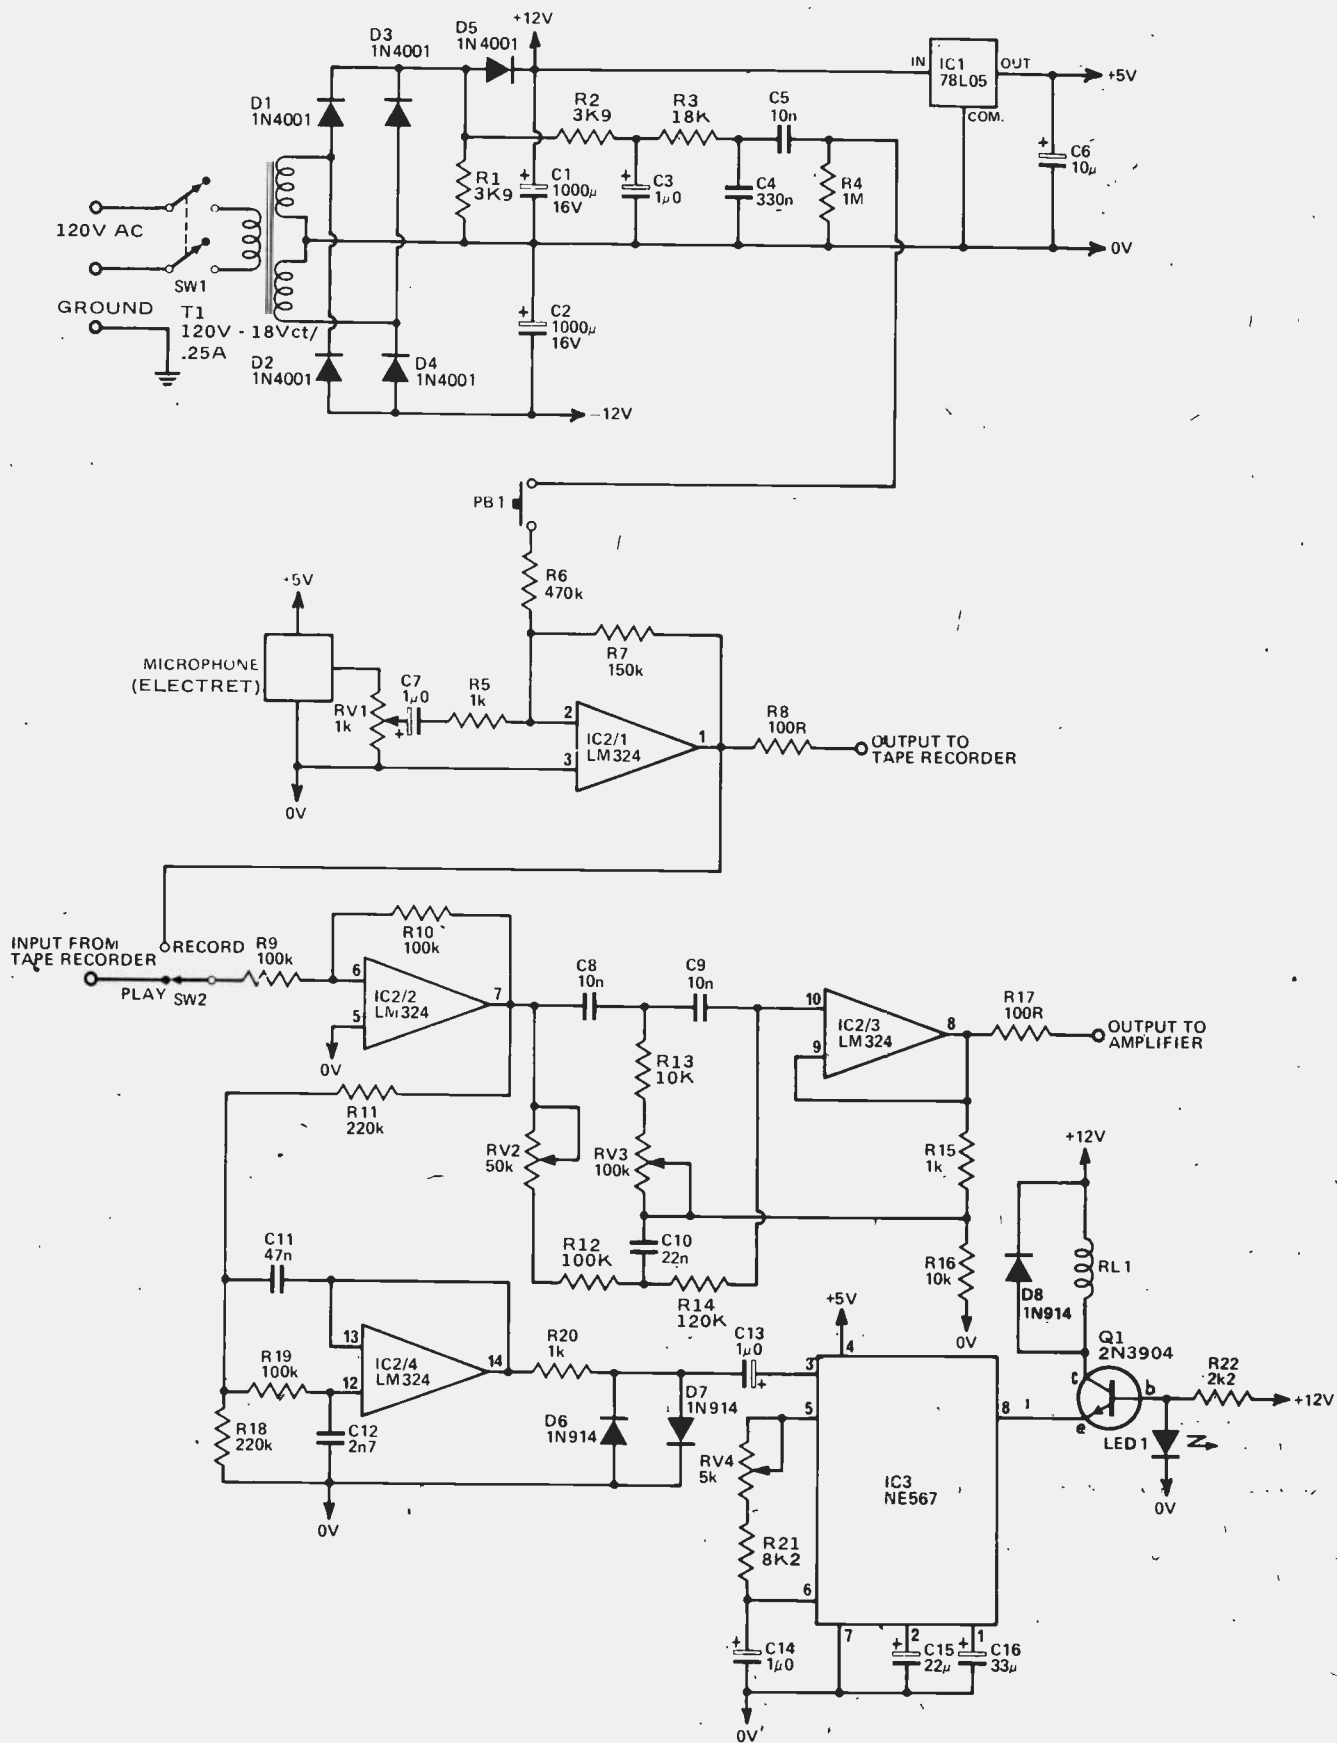 +12V
D5
1N4001
D3
1N4001
IN
IC1
78L05
OUT
+5V
COM.
D1
1N4001
R2
3K9
R3
18K
C5
10n
C6
10µ
R1
3K9
C1
1000µ
16V
C3
1µ0
C4
330n
R4
1M
120V AC
SW1
0V
GROUND
T1
120V - 18Vct/
.25A
C2
1000µ
16V
D2
1N4001
D4
1N4001
-12V
PB1
R6
470k
+5V
MICROPHONE
(ELECTRET)
R7
150k
RV1
1k
C7
1µ0
R5
1k
2
3
IC2/1
LM324
1
R8
100R
OUTPUT TO
TAPE RECORDER
0V
INPUT FROM
TAPE RECORDER
RECORD
PLAY
SW2
R9
100k
R10
100k
6
5
IC2/2
LM324
7
0V
C8
10n
C9
10n
10
9
IC2/3
LM324
8
R17
100R
OUTPUT TO
AMPLIFIER
R11
220k
R13
10K
RV2
50k
RV3
100k
R15
1k
+12V
C11
47n
R12
100K
C10
22n
R14
120K
R16
10k
0V
D8
1N914
RL1
13
12
IC2/4
LM324
14
R19
100k
R18
220k
C12
2n7
0V
R20
1k
D6
1N914
D7
1N914
C13
1µ0
+5V
3
4
5
8
6
7
2
1
IC3
NE567
RV4
5k
R21
8K2
Q1
2N3904
c
b
e
R22
2k2
+12V
LED1
0V
C14
1µ0
C15
22µ
C16
33µ
0V